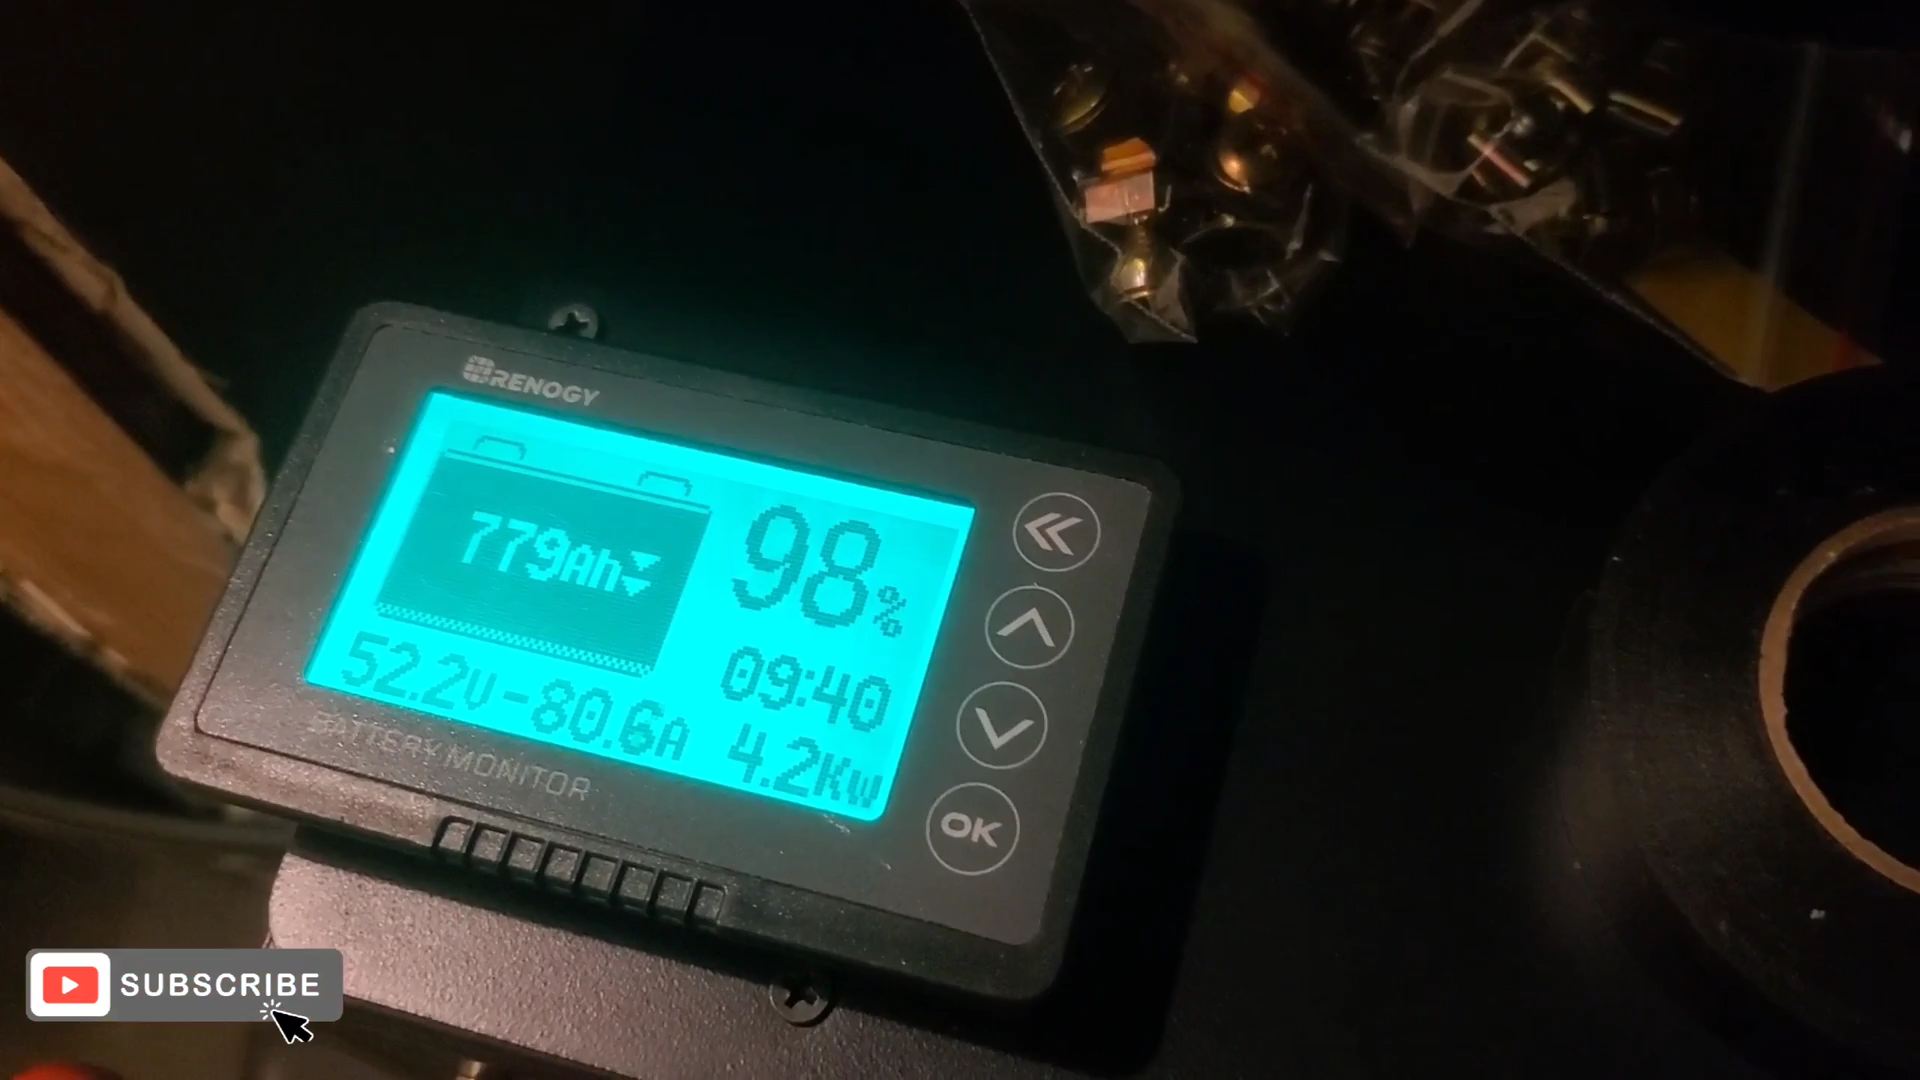 RENOGY
779Ah
98%
09:40
52.2V-80.6A
4.2Kw
BATTERY MONITOR
OK
SUBSCRIBE